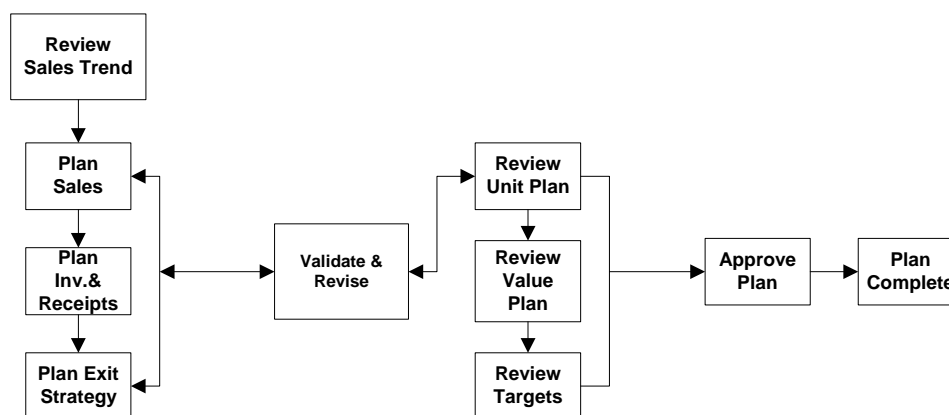 Review
Sales Trend
Plan
Sales
Plan
Inv.&
Receipts
Plan Exit
Strategy
Validate &
Revise
Review
Unit Plan
Review
Value
Plan
Review
Targets
Approve
Plan
Plan
Complete